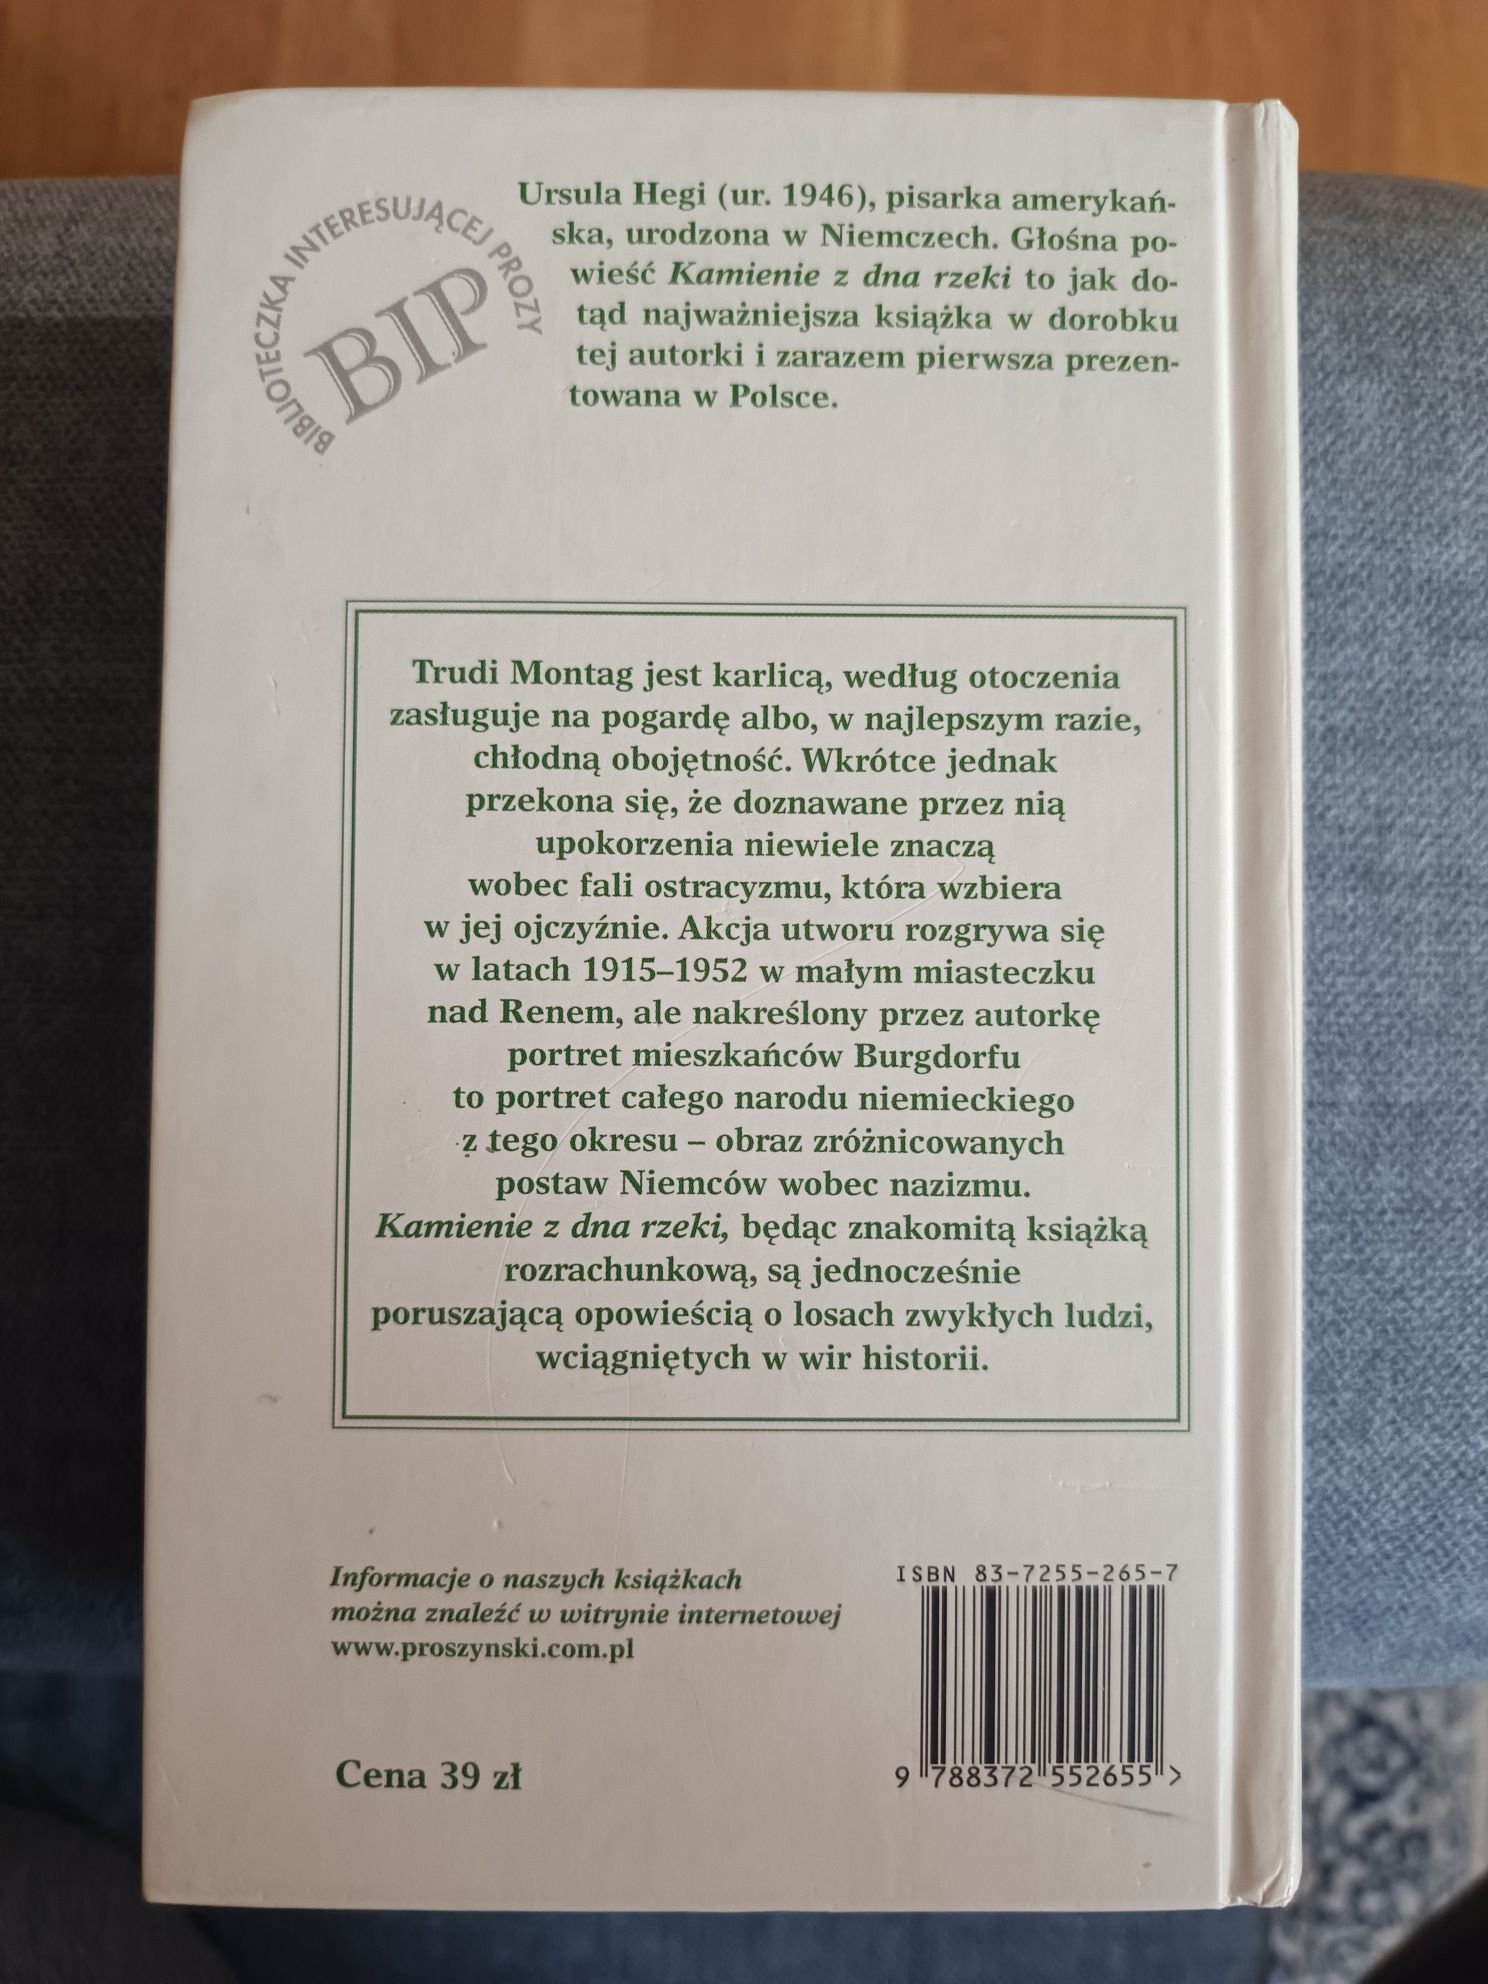 BIBLIOTECZKA INTERESUJĄCEJ PROZY
BIP
Ursula Hegi (ur. 1946), pisarka amerykań-
ska, urodzona w Niemczech. Głośna po-
wieść Kamienie z dna rzeki to jak do-
tąd najważniejsza książka w dorobku
tej autorki i zarazem pierwsza prezen-
towana w Polsce.
Trudi Montag jest karlicą, według otoczenia
zasługuje na pogardę albo, w najlepszym razie,
chłodną obojętność. Wkrótce jednak
przekona się, że doznawane przez nią
upokorzenia niewiele znaczą
wobec fali ostracyzmu, która wzbiera
w jej ojczyźnie. Akcja utworu rozgrywa się
w latach 1915–1952 w małym miasteczku
nad Renem, ale nakreślony przez autorkę
portret mieszkańców Burgdorfu
to portret całego narodu niemieckiego
z tego okresu – obraz zróżnicowanych
postaw Niemców wobec nazizmu.
Kamienie z dna rzeki, będąc znakomitą książką
rozrachunkową, są jednocześnie
poruszającą opowieścią o losach zwykłych ludzi,
wciągniętych w wir historii.
Informacje o naszych książkach
można znaleźć w witrynie internetowej
www.proszynski.com.pl
Cena 39 zł
ISBN 83-7255-265-7
9 788372 552655 >